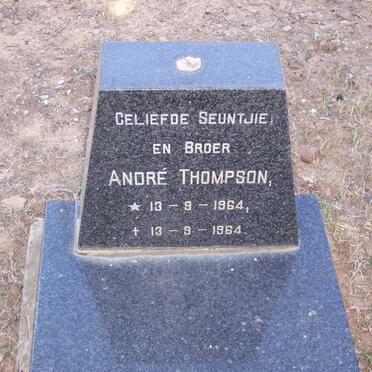 GELIEFDE SEUNTJIE,
EN BROER
ANDRÉ THOMPSON,
★ 13 - 9 - 1964,
✝ 13 - 9 - 1964